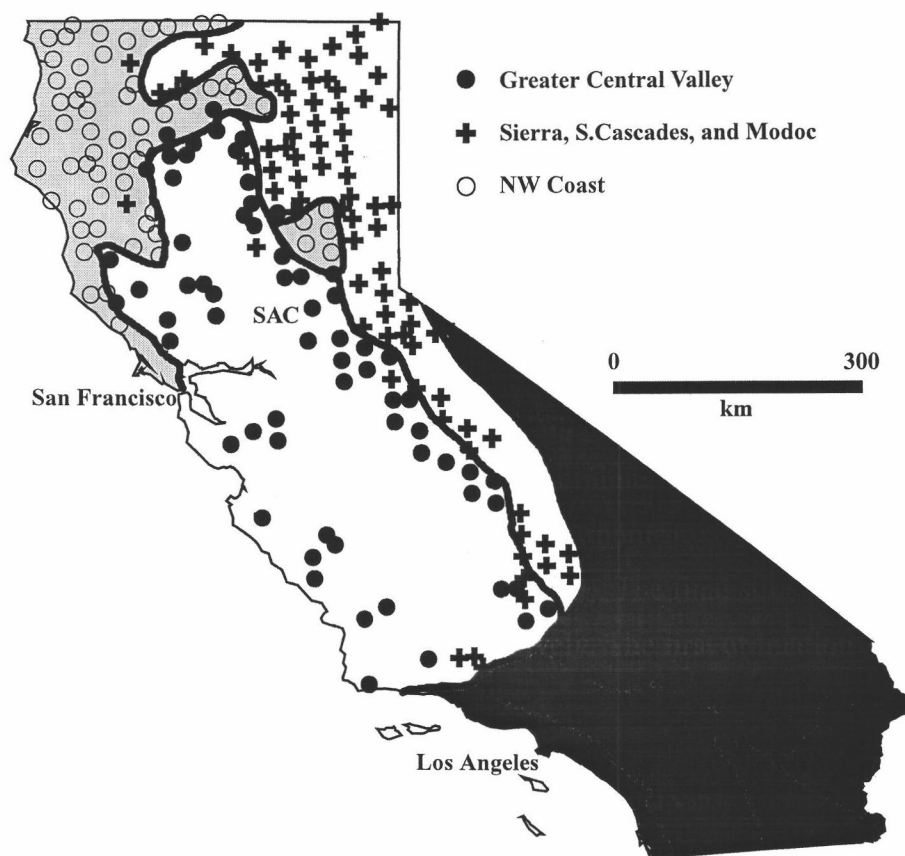 Greater Central Valley
Sierra, S.Cascades, and Modoc
NW Coast
SAC
0 300
km
San Francisco
Los Angeles